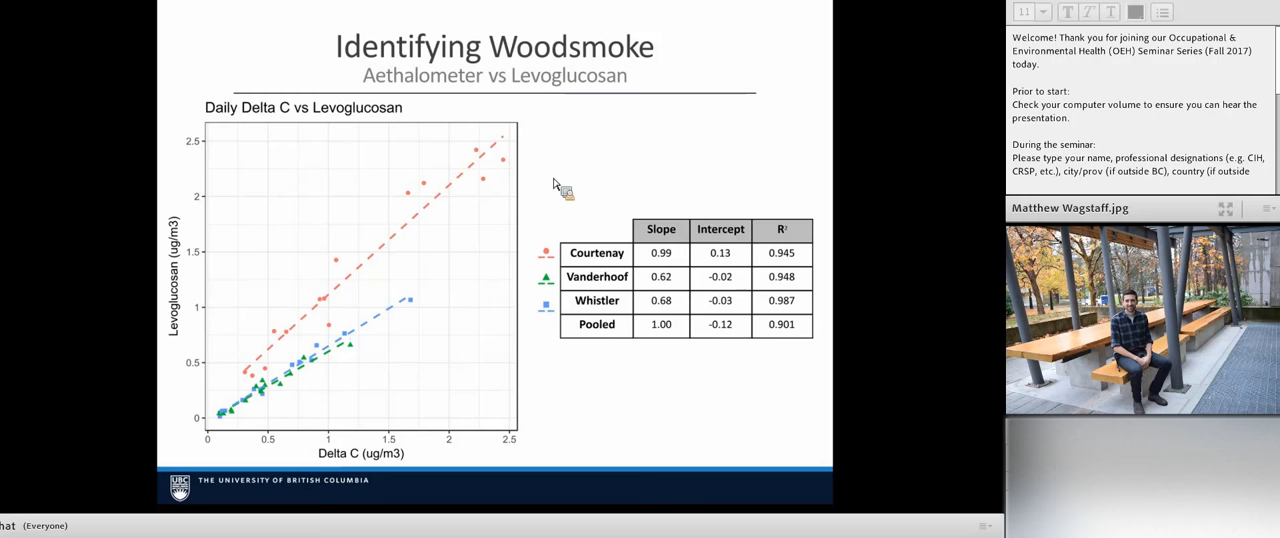 Identifying Woodsmoke
Aethalometer vs Levoglucosan
Daily Delta C vs Levoglucosan
Levoglucosan (ug/m3)
2.5
2
1.5
1
0.5
0
0 0.5 1 1.5 2 2.5
Delta C (ug/m3)
Slope Intercept R²
Courtenay 0.99 0.13 0.945
Vanderhoof 0.62 -0.02 0.948
Whistler 0.68 -0.03 0.987
Pooled 1.00 -0.12 0.901
UBC
THE UNIVERSITY OF BRITISH COLUMBIA
hat (Everyone)
11 T T T
Welcome! Thank you for joining our Occupational &
Environmental Health (OEH) Seminar Series (Fall 2017)
today.
Prior to start:
Check your computer volume to ensure you can hear the
presentation.
During the seminar:
Please type your name, professional designations (e.g. CIH,
CRSP, etc.), city/prov (if outside BC), country (if outside
Matthew Wagstaff.jpg